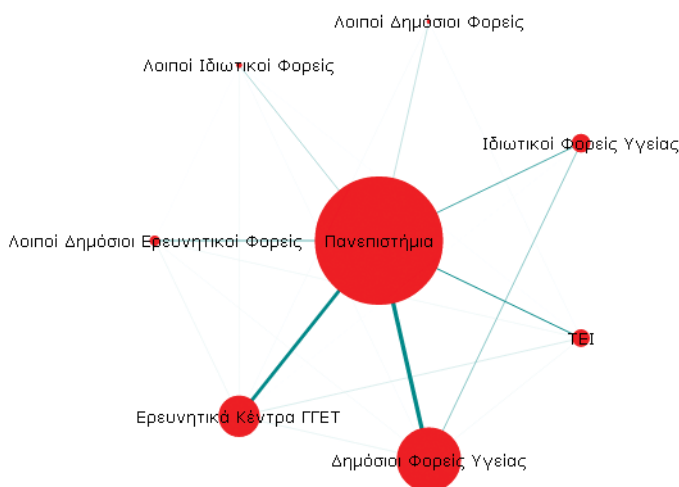 Λοιποί Δημόσιοι Φορείς
Λοιποί Ιδιωτικοί Φορείς
Ιδιωτικοί Φορείς Υγείας
Λοιποί Δημόσιοι Ερευνητικοί Φορείς
Πανεπιστήμια
ΤΕΙ
Ερευνητικά Κέντρα ΓΓΕΤ
Δημόσιοι Φορείς Υγείας